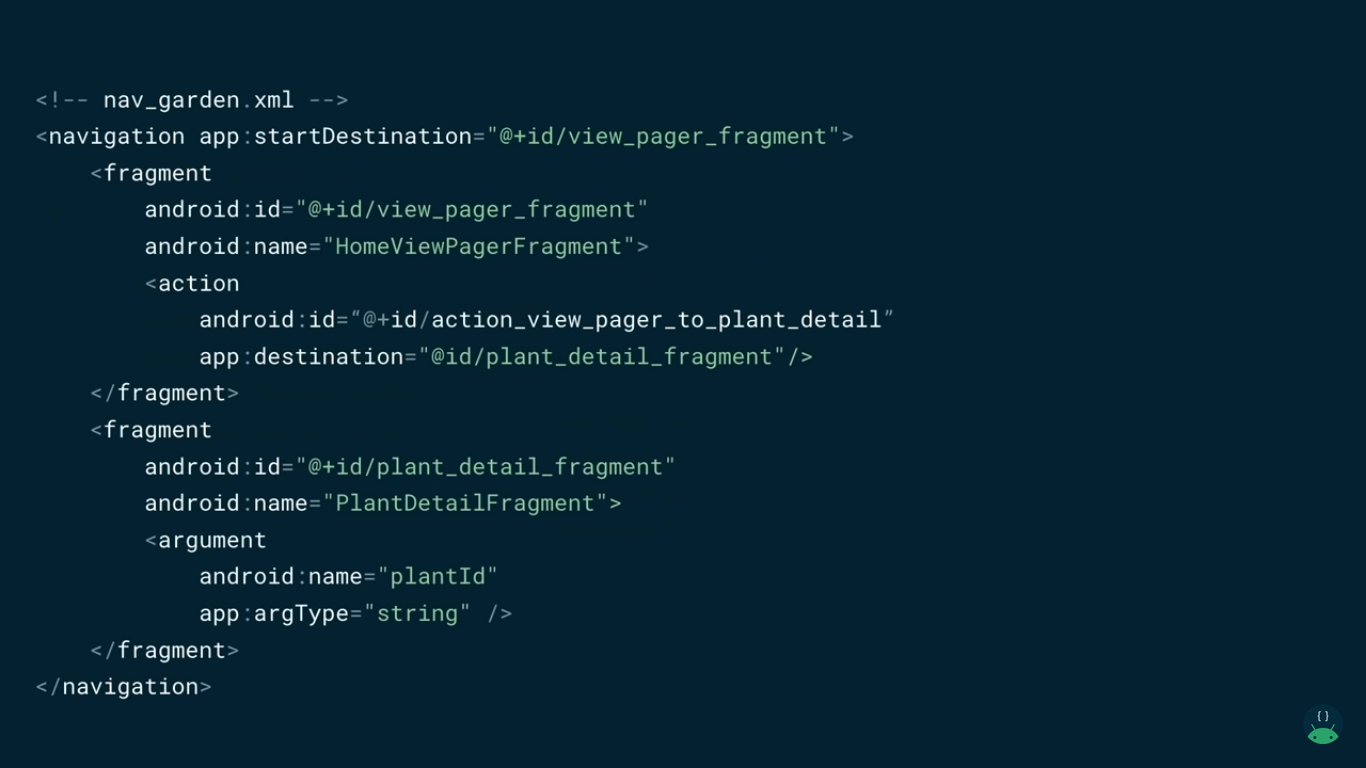 <!-- nav_garden.xml -->
<navigation app:startDestination="@+id/view_pager_fragment">
    <fragment
        android:id="@+id/view_pager_fragment"
        android:name="HomeViewPagerFragment">
        <action
            android:id=“@+id/action_view_pager_to_plant_detail”
            app:destination="@id/plant_detail_fragment"/>
    </fragment>
    <fragment
        android:id="@+id/plant_detail_fragment"
        android:name="PlantDetailFragment">
        <argument
            android:name="plantId"
            app:argType="string" />
    </fragment>
</navigation>
{}